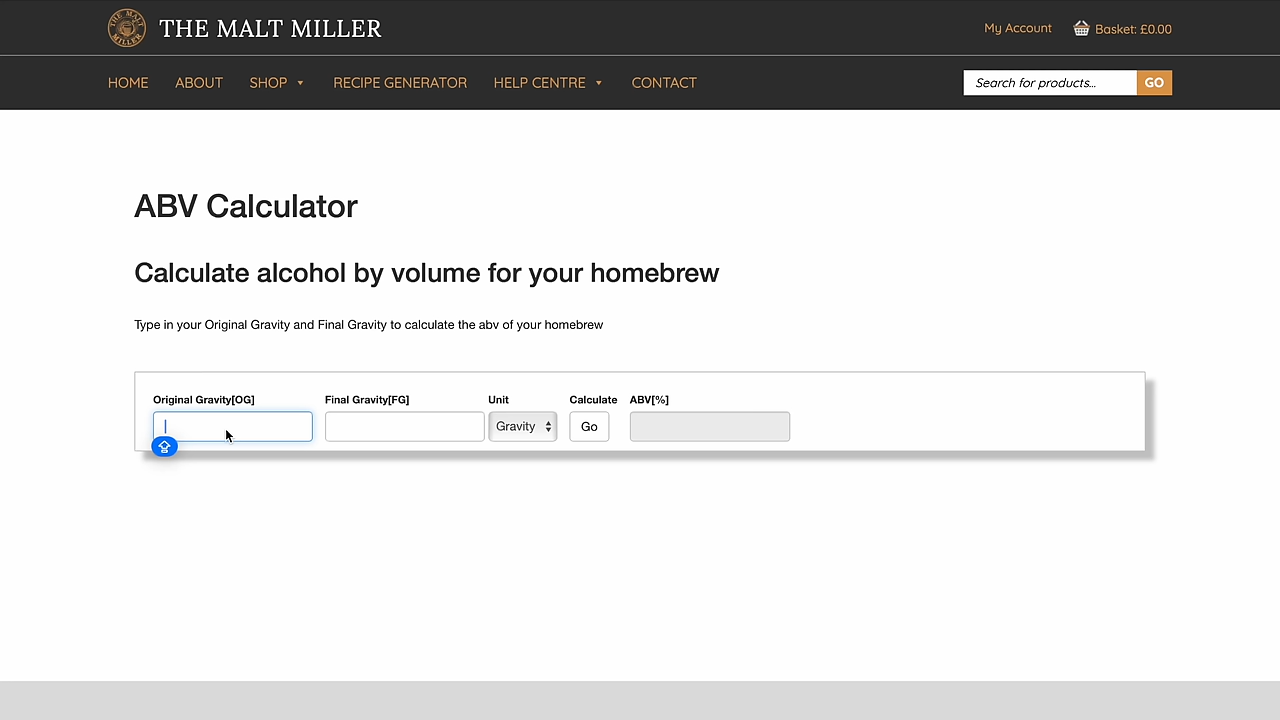 THE MALT MILLER
My Account
Basket: £0.00
HOME ABOUT SHOP RECIPE GENERATOR HELP CENTRE CONTACT
Search for products… GO
ABV Calculator
Calculate alcohol by volume for your homebrew
Type in your Original Gravity and Final Gravity to calculate the abv of your homebrew
Original Gravity[OG] Final Gravity[FG] Unit Calculate ABV[%]
Gravity Go